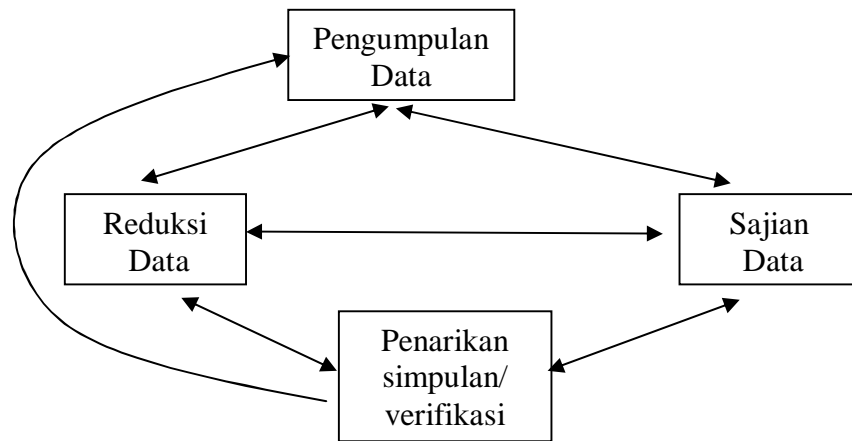 Pengumpulan
Data
Reduksi
Data
Sajian
Data
Penarikan
simpulan/
verifikasi